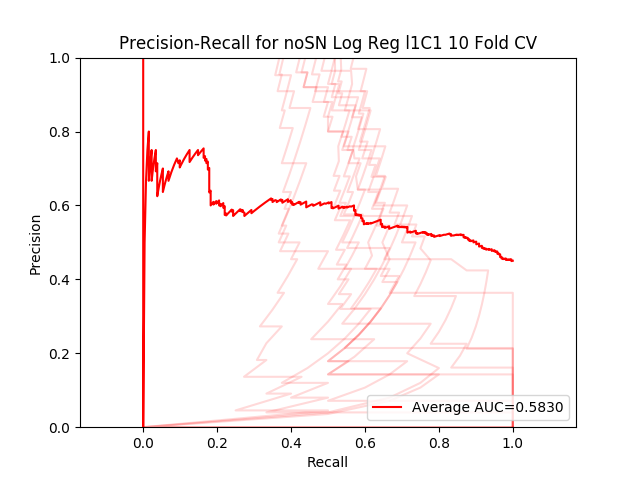 Precision-Recall for noSN Log Reg l1C1 10 Fold CV
1.0
0.8
0.6
0.4
0.2
0.0
Precision
0.0 0.2 0.4 0.6 0.8 1.0
Recall
Average AUC=0.5830